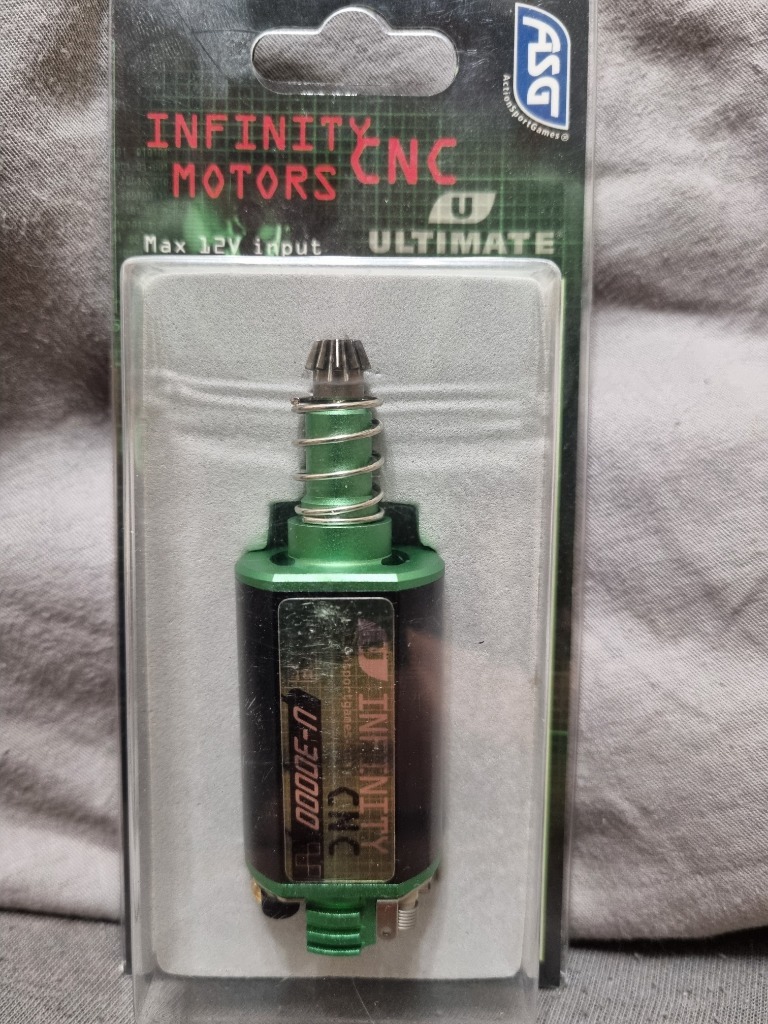 ASG
ActionSportGames®
INFINITY
MOTORS
CNC
U
ULTIMATE
Max 12V input
U INFINITY
CNC
U-30000